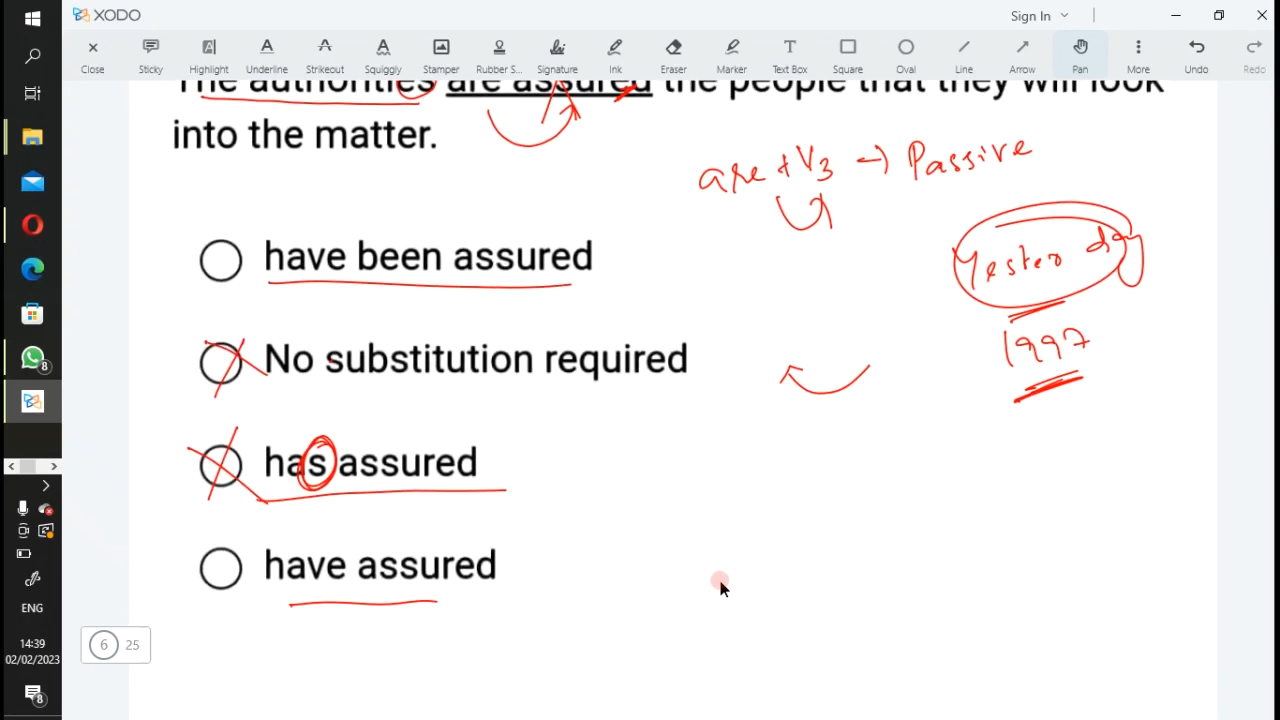 XODO
Sign In
Close
Sticky
Highlight
Underline
Strikeout
Squiggly
Stamper
Rubber S...
Signature
Ink
Eraser
Marker
Text Box
Square
Oval
Line
Arrow
Pan
More
Undo
Redo
The authorities are assured the people that they will look
into the matter.
are + V3 → Passive
have been assured
Yester day
No substitution required
1997
has assured
have assured
6 25
8
8
ENG
14:39
02/02/2023